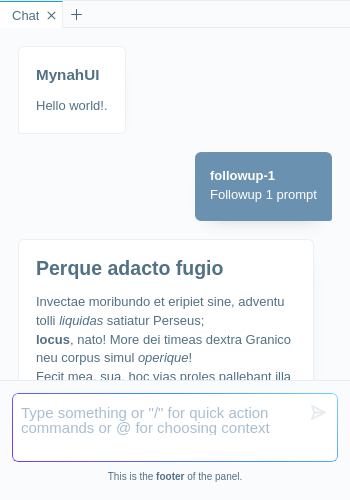 Chat
MynahUI
Hello world!.
followup-1
Followup 1 prompt
Perque adacto fugio
Invectae moribundo et eripiet sine, adventu
tolli liquidas satiatur Perseus;
locus, nato! More dei timeas dextra Granico
neu corpus simul operique!
Fecit mea, sua, hoc vias proles pallebant illa
Type something or "/" for quick action
commands or @ for choosing context
This is the footer of the panel.